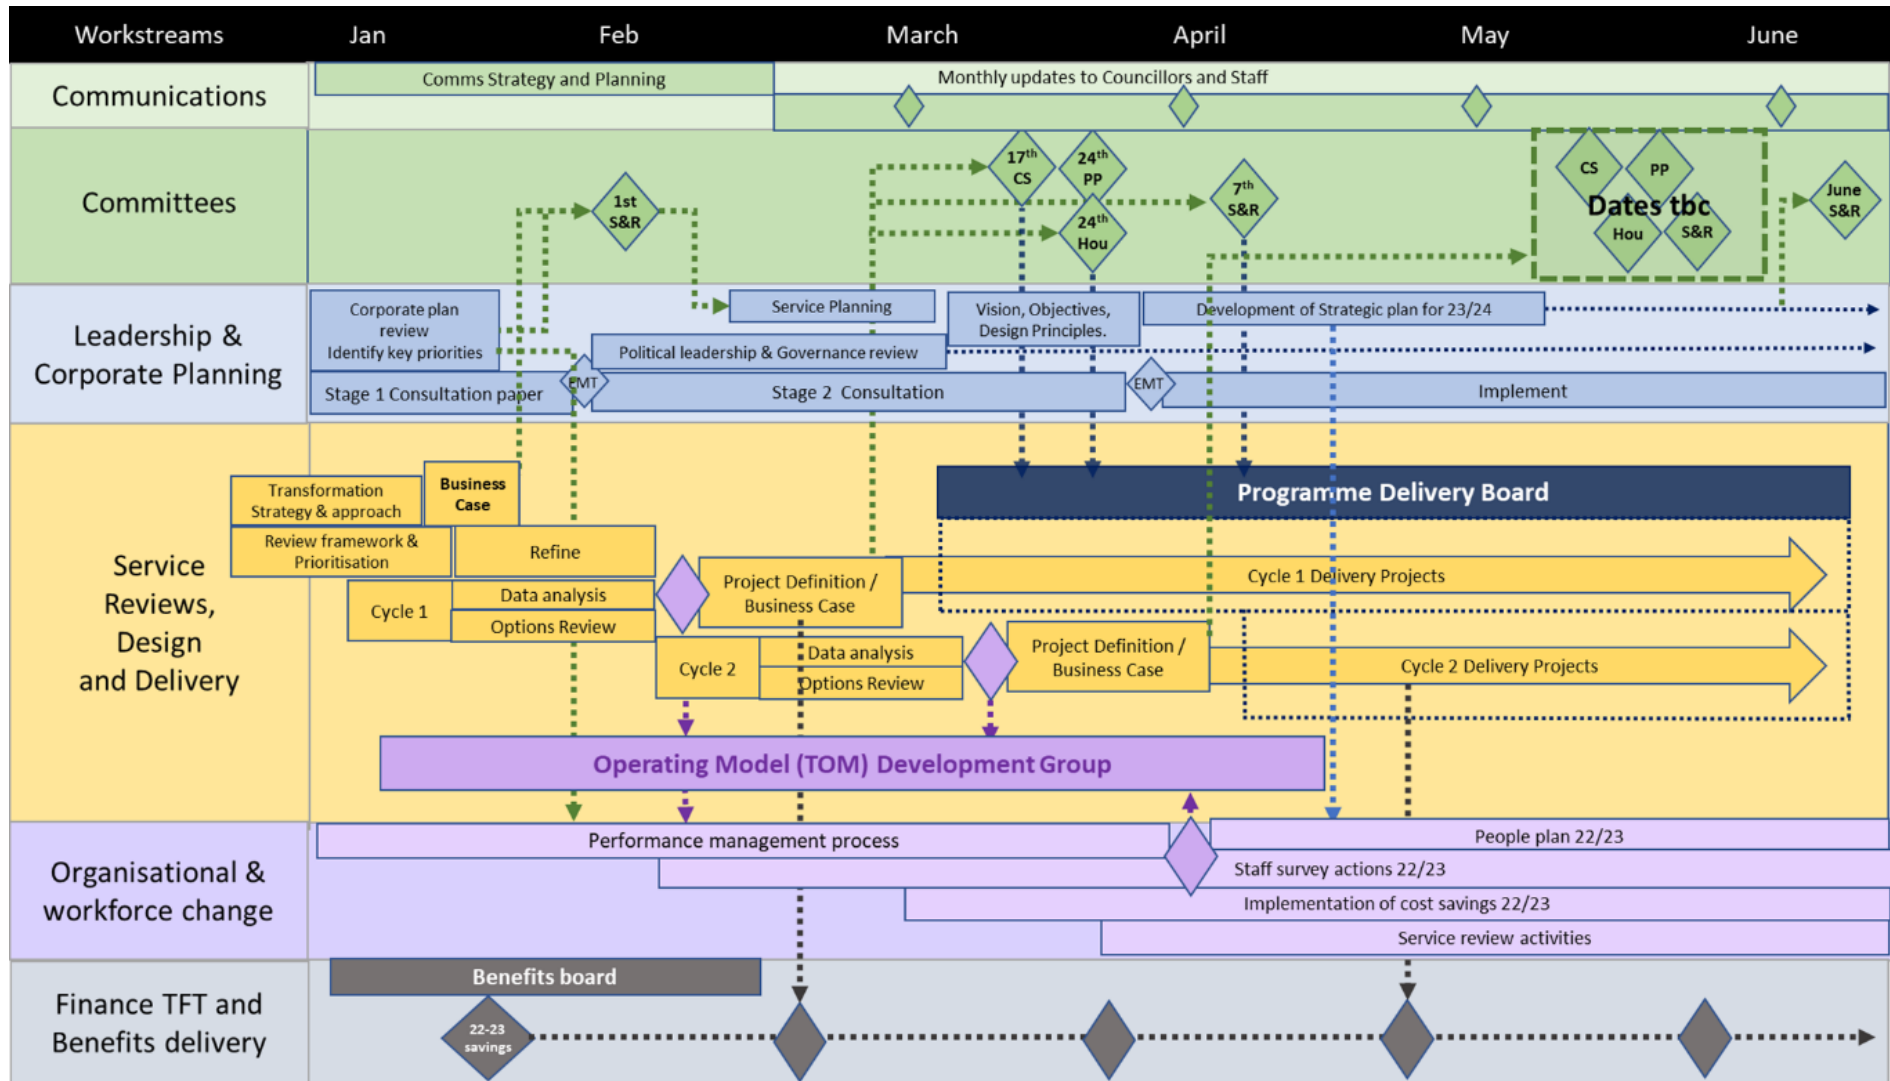 Workstreams
Jan
Feb
March
April
May
June
Communications
Comms Strategy and Planning
Monthly updates to Councillors and Staff
Committees
1st
S&R
17th
CS
24th
PP
24th
Hou
7th
S&R
CS
PP
Dates tbc
Hou
S&R
June
S&R
Leadership &
Corporate Planning
Corporate plan
review
Identify key priorities
Service Planning
Vision, Objectives,
Design Principles.
Development of Strategic plan for 23/24
Political leadership & Governance review
Stage 1 Consultation paper
EMT
Stage 2 Consultation
EMT
Implement
Service
Reviews,
Design
and Delivery
Transformation
Strategy & approach
Business
Case
Programme Delivery Board
Review framework &
Prioritisation
Refine
Cycle 1
Data analysis
Options Review
Project Definition /
Business Case
Cycle 1 Delivery Projects
Cycle 2
Data analysis
Options Review
Project Definition /
Business Case
Cycle 2 Delivery Projects
Operating Model (TOM) Development Group
Organisational &
workforce change
Performance management process
People plan 22/23
Staff survey actions 22/23
Implementation of cost savings 22/23
Service review activities
Finance TFT and
Benefits delivery
Benefits board
22-23
savings